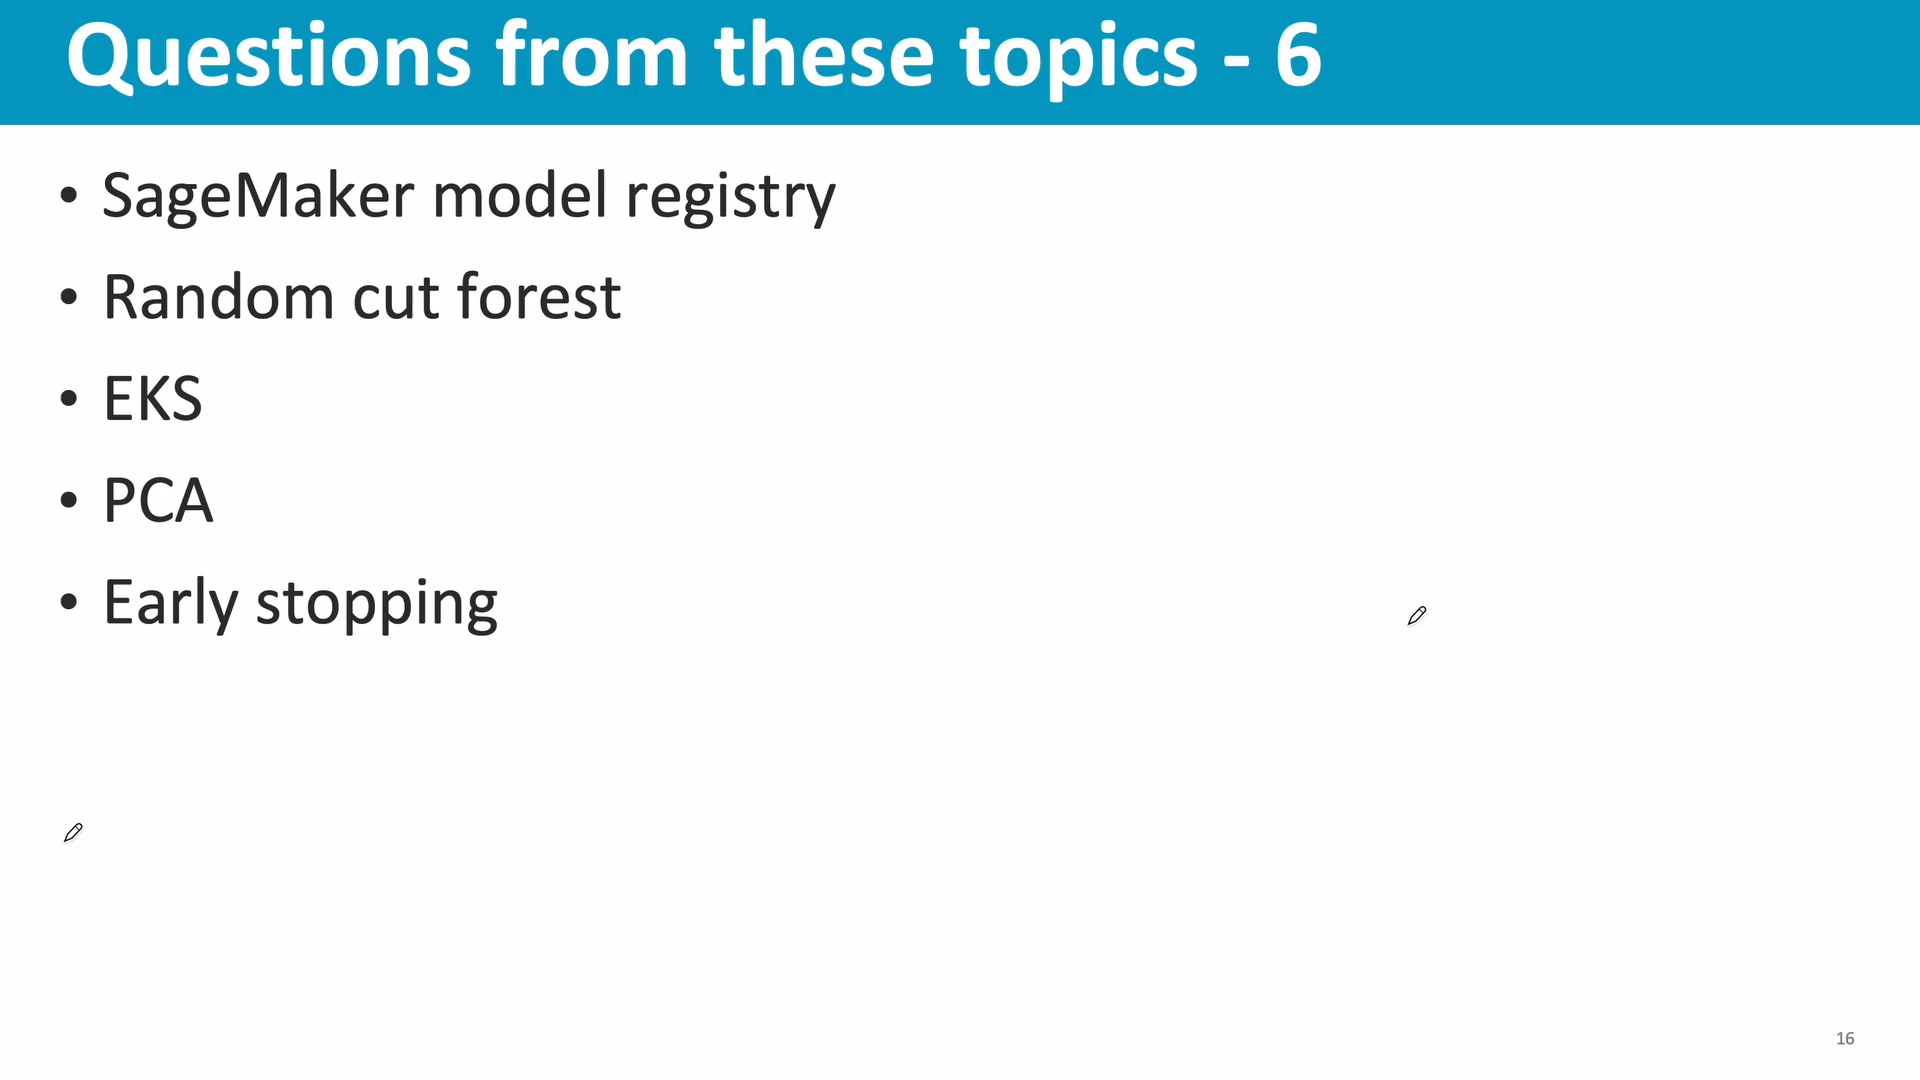 Questions from these topics - 6
• SageMaker model registry
• Random cut forest
• EKS
• PCA
• Early stopping
16